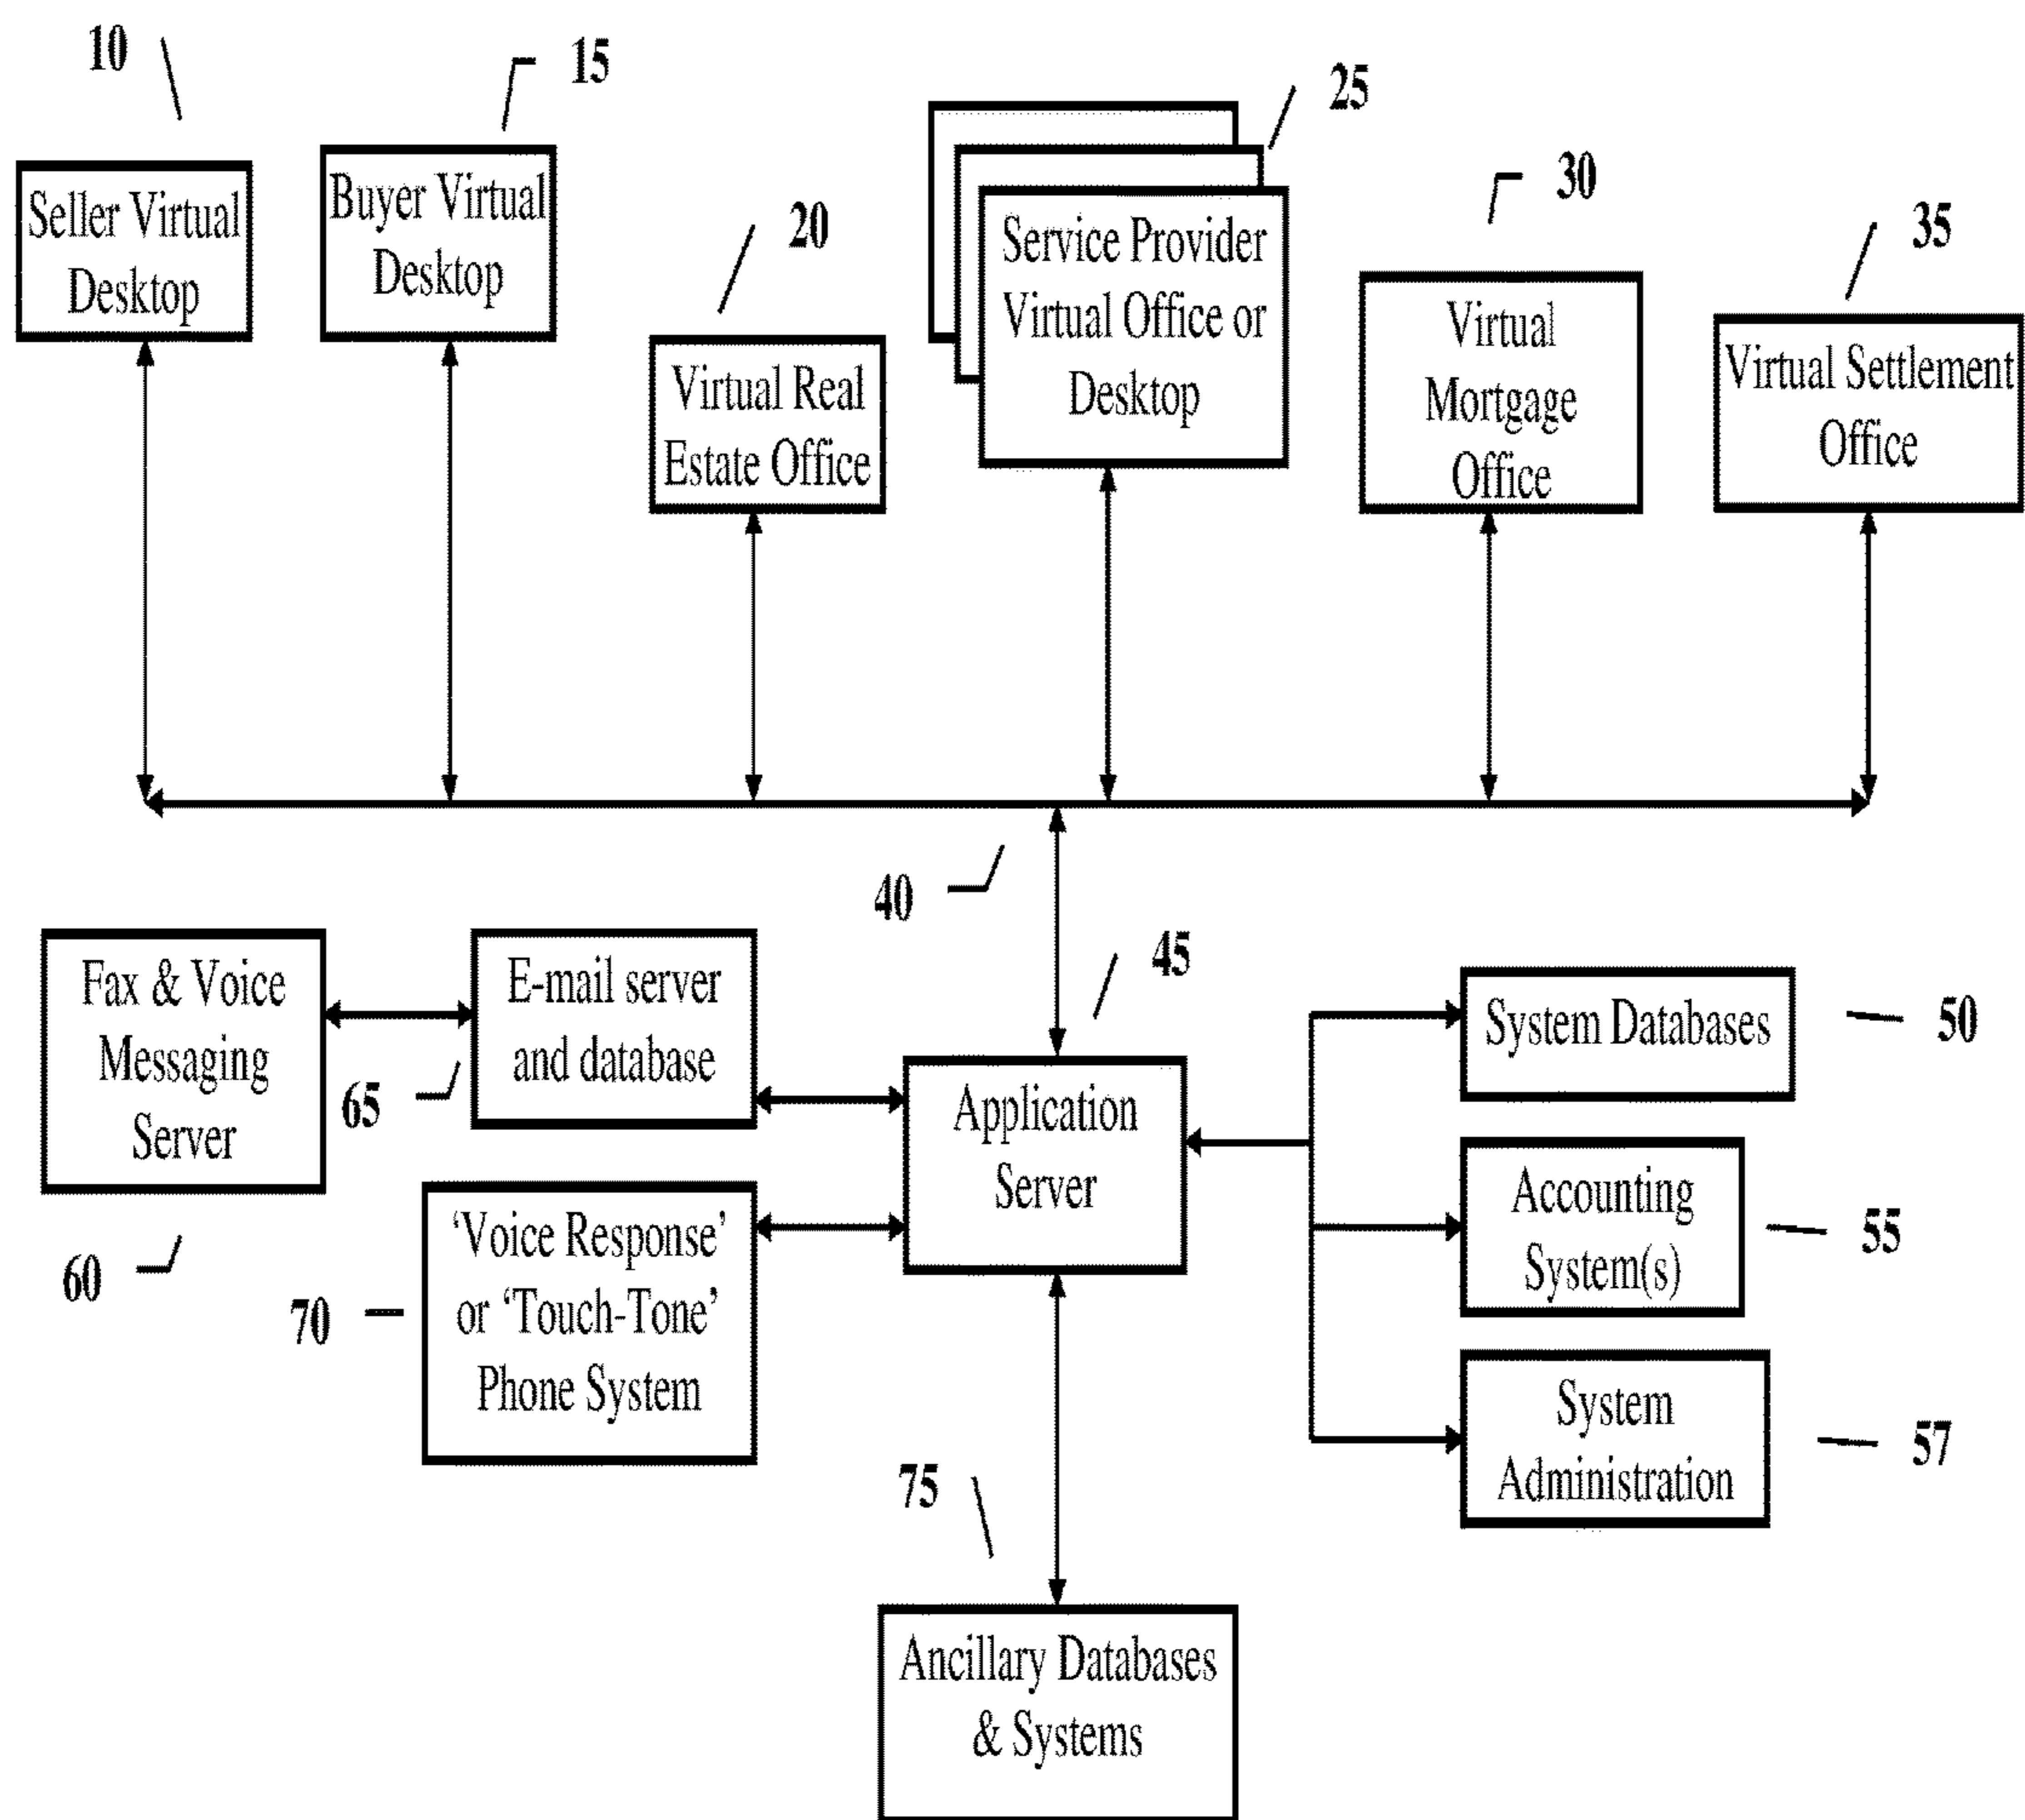 10
15
25
Seller Virtual
Desktop
Buyer Virtual
Desktop
20
Service Provider
Virtual Office or
Desktop
30
35
Virtual Real
Estate Office
Virtual
Mortgage
Office
Virtual Settlement
Office
40
45
Fax & Voice
Messaging
Server
65
E-mail server
and database
Application
Server
System Databases
50
60
70
'Voice Response'
or 'Touch-Tone'
Phone System
Accounting
System(s)
55
System
Administration
57
75
Ancillary Databases
& Systems